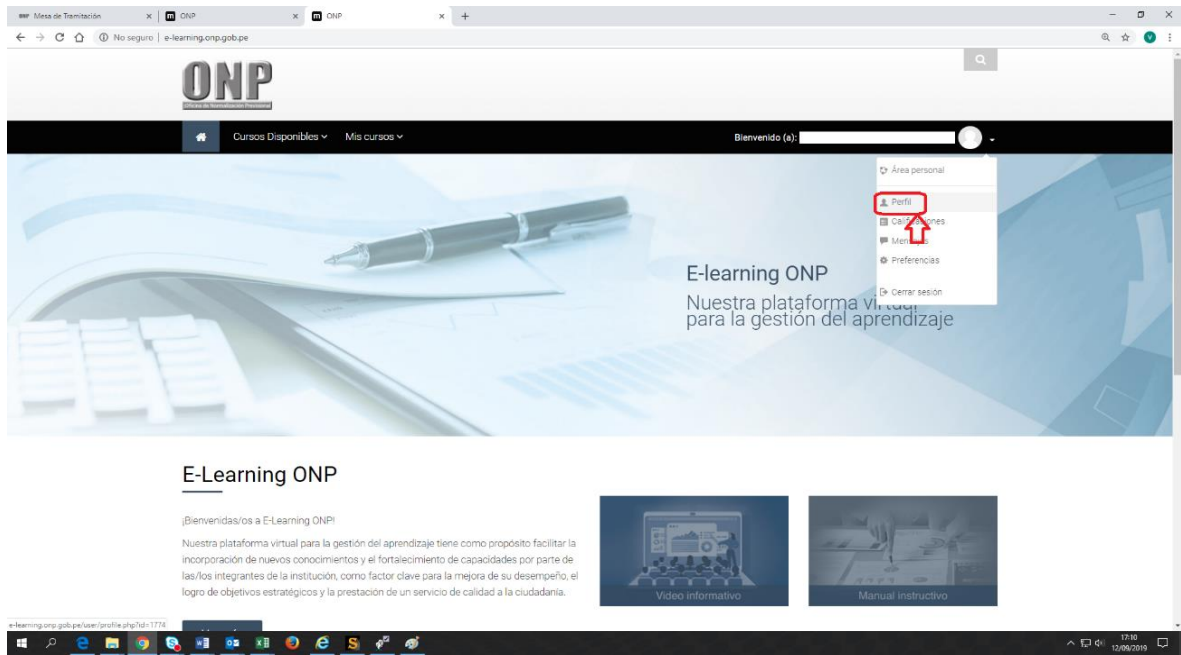 Mesa de Tramitación
ONP
ONP
No seguro | e-learning.onp.gob.pe
V
ONP
Oficina de Normalización Previsional
Cursos Disponibles
Mis cursos
Bienvenido (a):
Área personal
Perfil
Preferencias
Cerrar sesión
E-learning ONP
Nuestra plataforma virtual
para la gestión del aprendizaje
E-Learning ONP
¡Bienvenidas/os a E-Learning ONP!
Nuestra plataforma virtual para la gestión del aprendizaje tiene como propósito facilitar la
incorporación de nuevos conocimientos y el fortalecimiento de capacidades por parte de
las/los integrantes de la institución, como factor clave para la mejora de su desempeño, el
logro de objetivos estratégicos y la prestación de un servicio de calidad a la ciudadanía.
Video informativo
Manual instructivo
e-learning.onp.gob.pe/user/profile.php?id=1774
17:10
12/09/2019